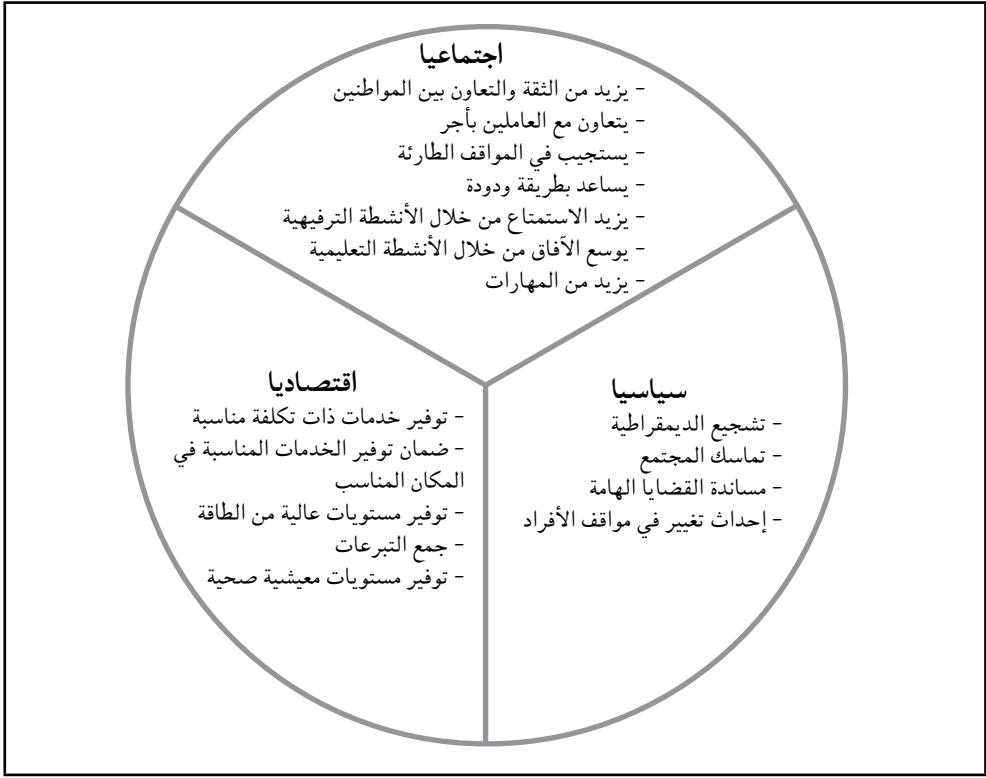 اجتماعيا
- يزيد من الثقة والتعاون بين المواطنين
- يتعاون مع العاملين بأجر
- يستجيب في المواقف الطارئة
- يساعد بطريقة ودودة
- يزيد الاستمتاع من خلال الأنشطة الترفيهية
- يوسع الآفاق من خلال الأنشطة التعليمية
- يزيد من المهارات
سياسيا
- تشجيع الديمقراطية
- تماسك المجتمع
- مساندة القضايا الهامة
- إحداث تغيير في مواقف الأفراد
اقتصاديا
- توفير خدمات ذات تكلفة مناسبة
- ضمان توفير الخدمات المناسبة في
المكان المناسب
- توفير مستويات عالية من الطاقة
- جمع التبرعات
- توفير مستويات معيشية صحية